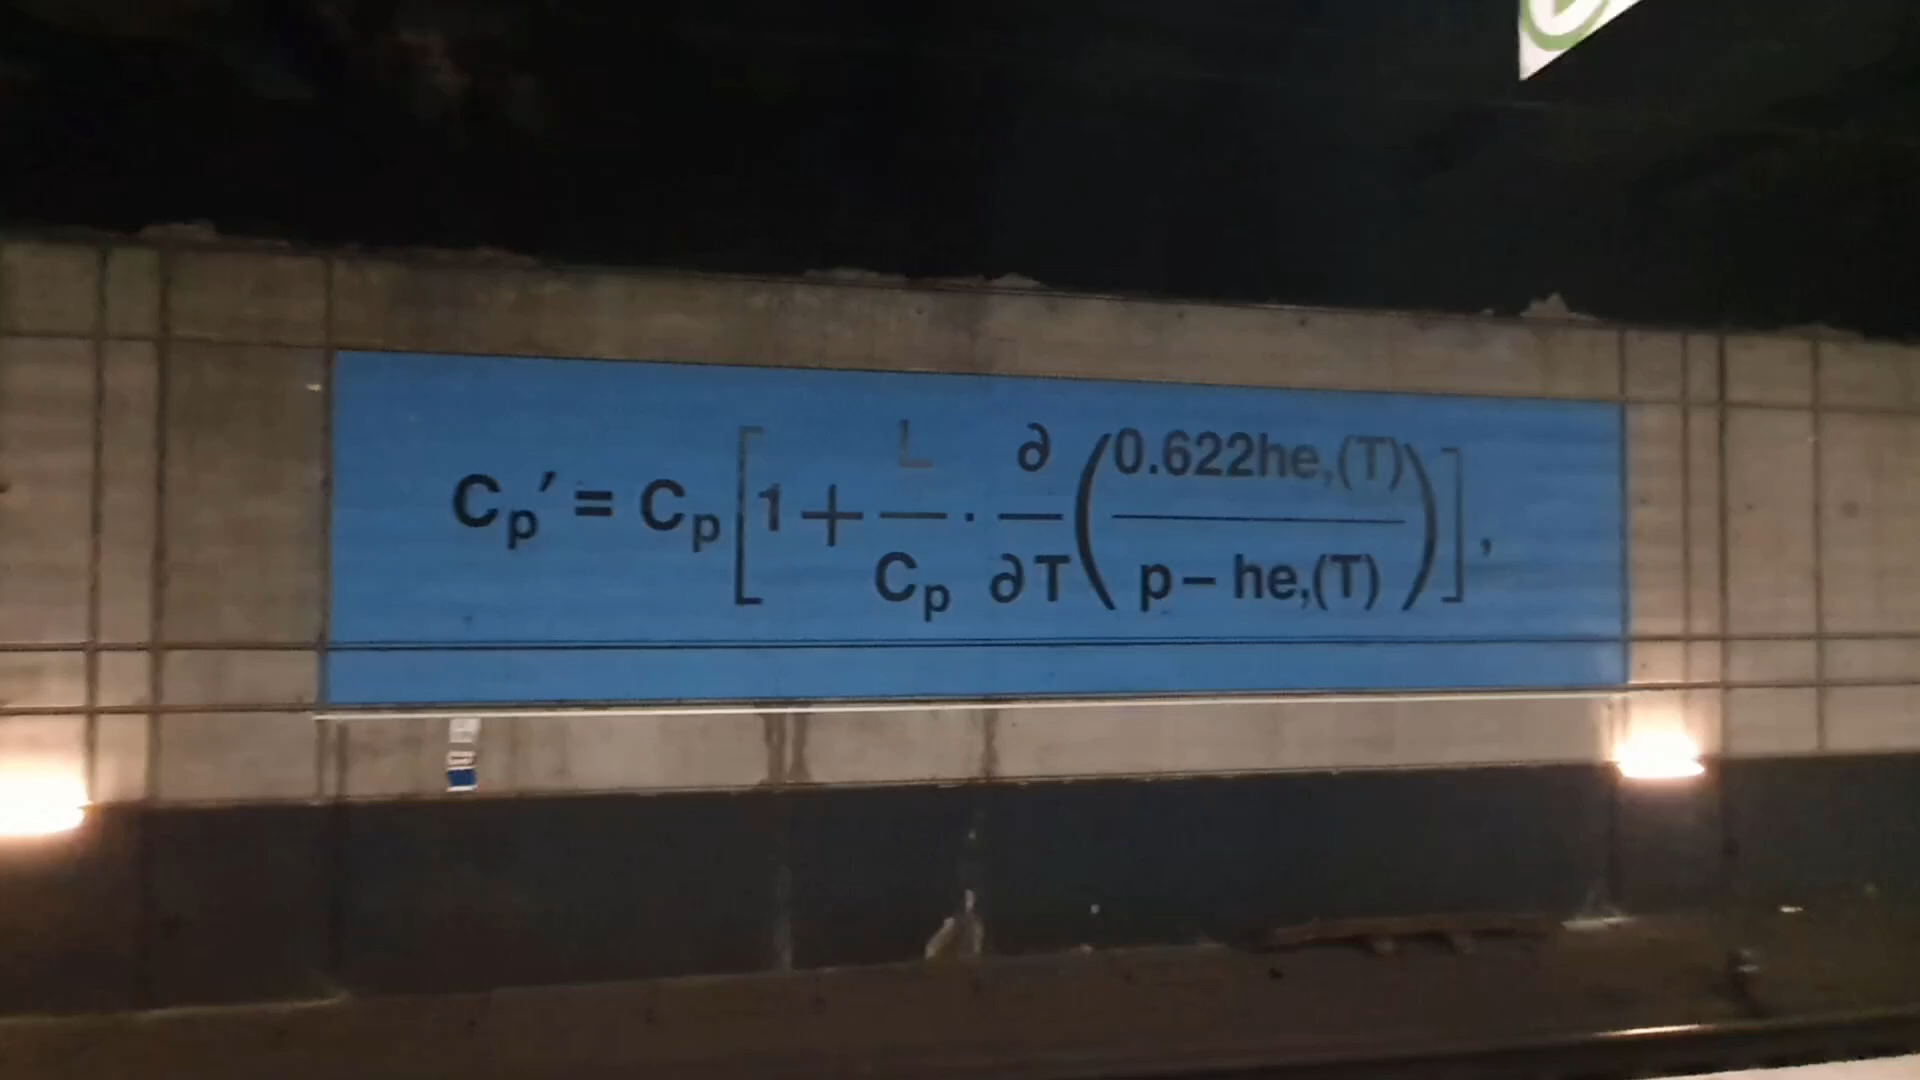 Cp′ = Cp[1 + L/Cp · ∂/∂T(0.622he,(T)/p – he,(T))],